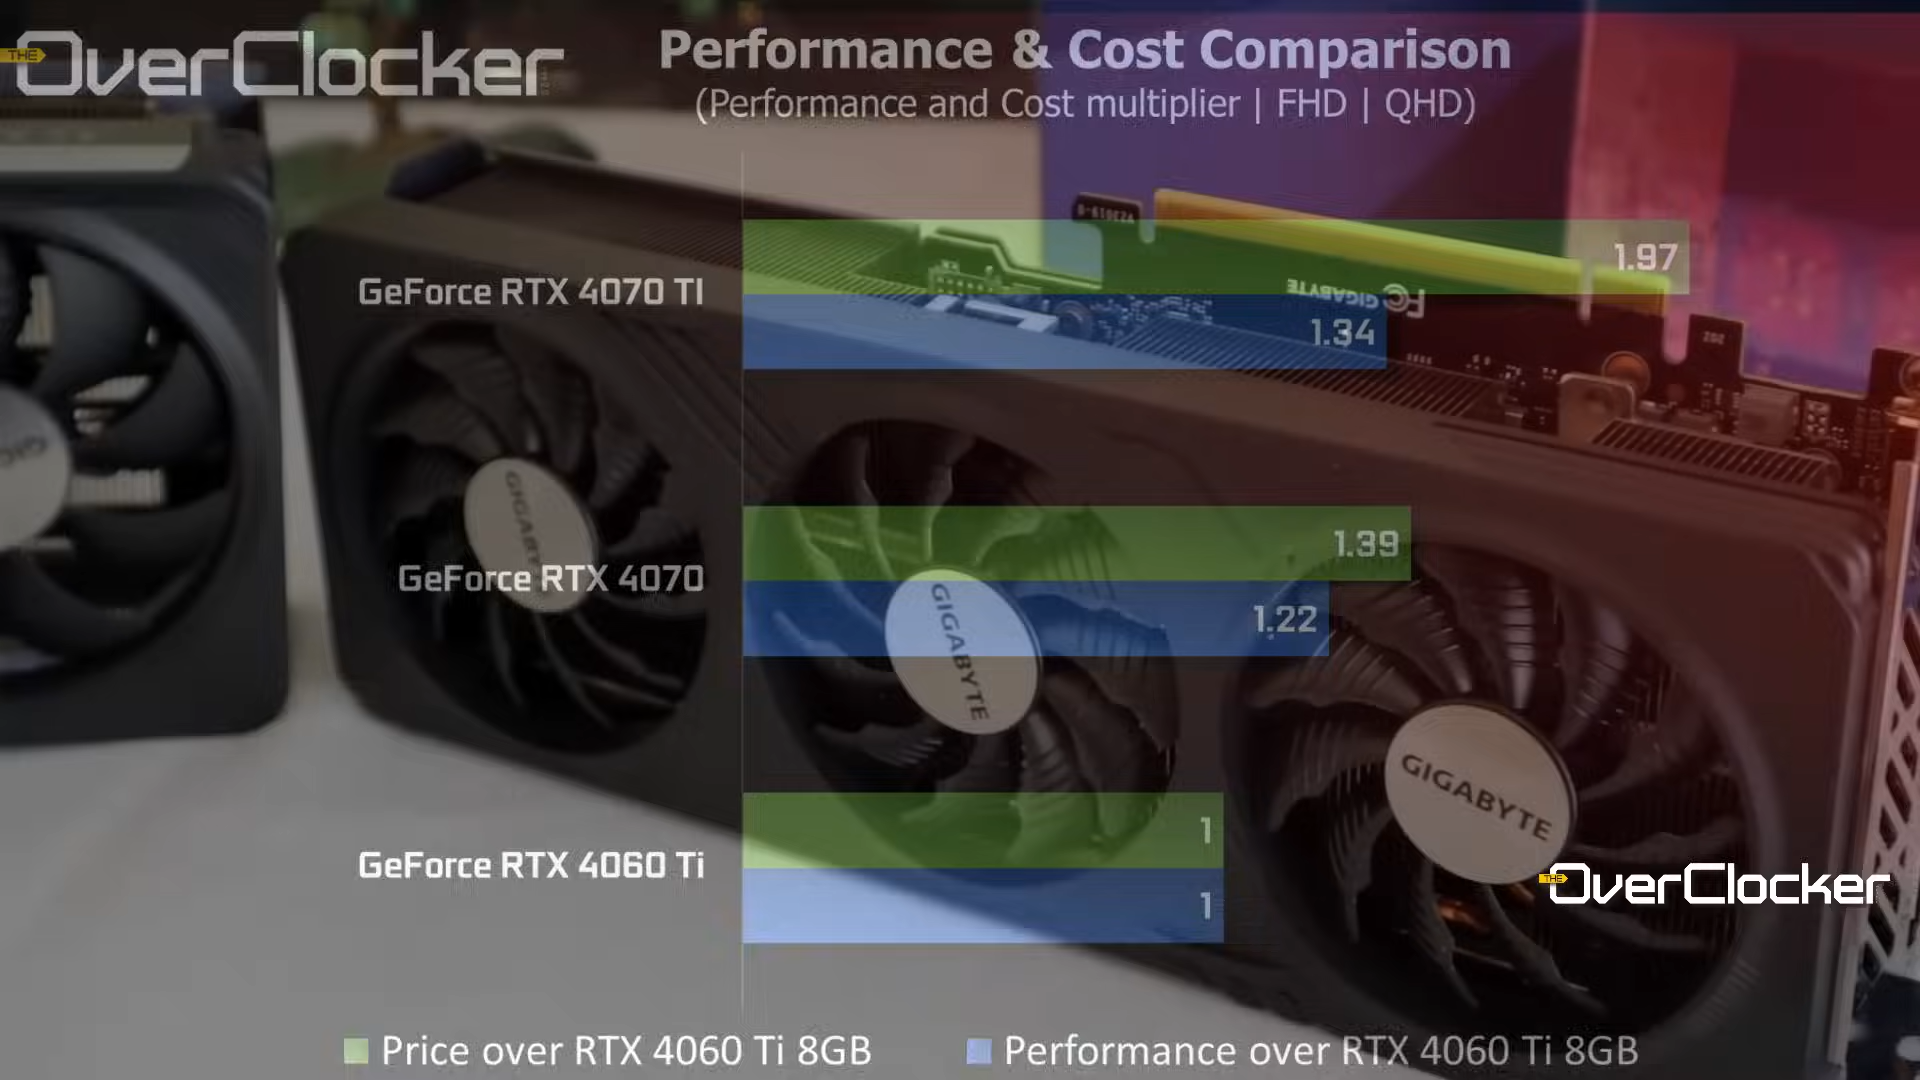 THE OverClocker
Performance & Cost Comparison
(Performance and Cost multiplier | FHD | QHD)
GeForce RTX 4070 TI
1.97
1.34
GIGABYTE
GeForce RTX 4070
1.39
1.22
GIGABYTE
GIGABYTE
GIGABYTE
GeForce RTX 4060 Ti
1
1
THE OverClocker
Price over RTX 4060 Ti 8GB
Performance over RTX 4060 Ti 8GB